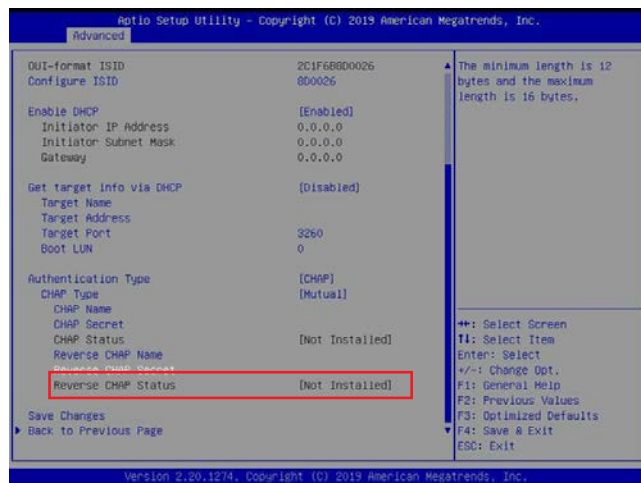 Aptio Setup Utility - Copyright (C) 2019 American Megatrends, Inc.
Advanced
OUI-format ISID 2C1F6B8D0026
Configure ISID 8D0026
Enable DHCP [Enabled]
Initiator IP Address 0.0.0.0
Initiator Subnet Mask 0.0.0.0
Gateway 0.0.0.0
Get target info via DHCP [Disabled]
Target Name
Target Address
Target Port 3260
Boot LUN 0
Authentication Type [CHAP]
CHAP Type [Mutual]
CHAP Name
CHAP Secret
CHAP Status [Not Installed]
Reverse CHAP Name
Reverse CHAP Secret
Reverse CHAP Status [Not Installed]
Save Changes
Back to Previous Page
The minimum length is 12
bytes and the maximum
length is 16 bytes.
→←: Select Screen
↑↓: Select Item
Enter: Select
+/-: Change Opt.
F1: General Help
F2: Previous Values
F3: Optimized Defaults
F4: Save & Exit
ESC: Exit
Version 2.20.1274. Copyright (C) 2019 American Megatrends, Inc.